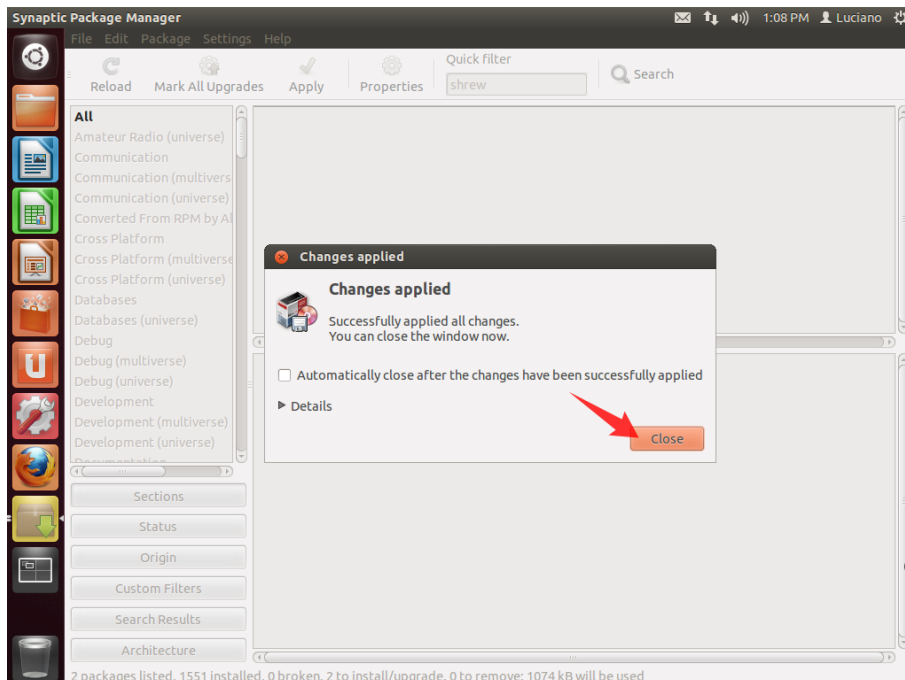 Synaptic Package Manager
1:08 PM
Luciano
File Edit Package Settings Help
Reload
Mark All Upgrades
Apply
Properties
Quick filter
shrew
Search
All
Amateur Radio (universe)
Communication
Communication (multivers
Communication (universe)
Converted From RPM by Al
Cross Platform
Cross Platform (multiverse
Cross Platform (universe)
Databases
Databases (universe)
Debug
Debug (multiverse)
Debug (universe)
Development
Development (multiverse)
Development (universe)
Documentation
Sections
Status
Origin
Custom Filters
Search Results
Architecture
Changes applied
Changes applied
Successfully applied all changes.
You can close the window now.
Automatically close after the changes have been successfully applied
Details
Close
2 packages listed, 1551 installed, 0 broken. 2 to install/upgrade, 0 to remove; 1074 kB will be used